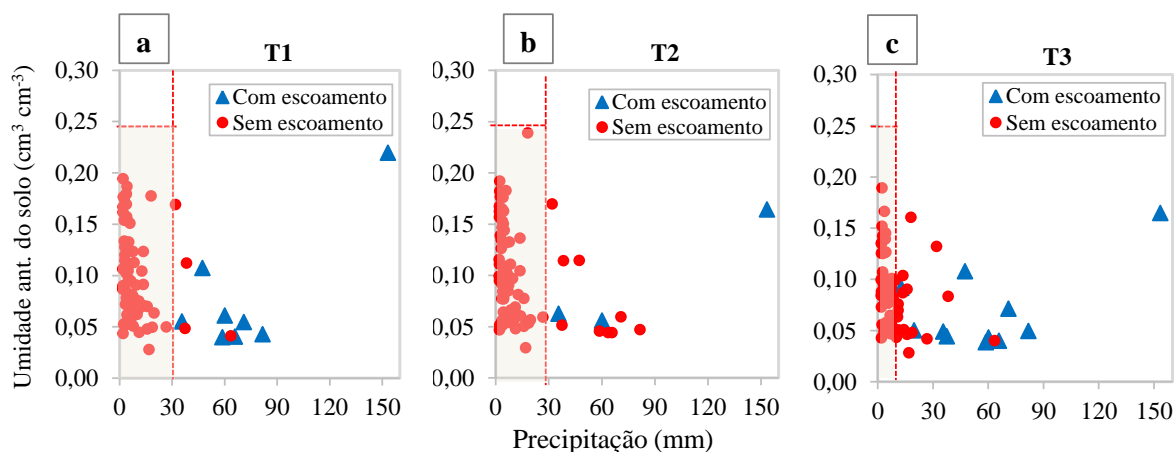 a
T1
b
T2
c
T3
Umidade ant. do solo (cm³ cm⁻³)
0,30
0,25
0,20
0,15
0,10
0,05
0,00
Com escoamento
Sem escoamento
0 30 60 90 120 150
0,30
0,25
0,20
0,15
0,10
0,05
0,00
Com escoamento
Sem escoamento
0 30 60 90 120 150
0,30
0,25
0,20
0,15
0,10
0,05
0,00
Com escoamento
Sem escoamento
0 30 60 90 120 150
Precipitação (mm)